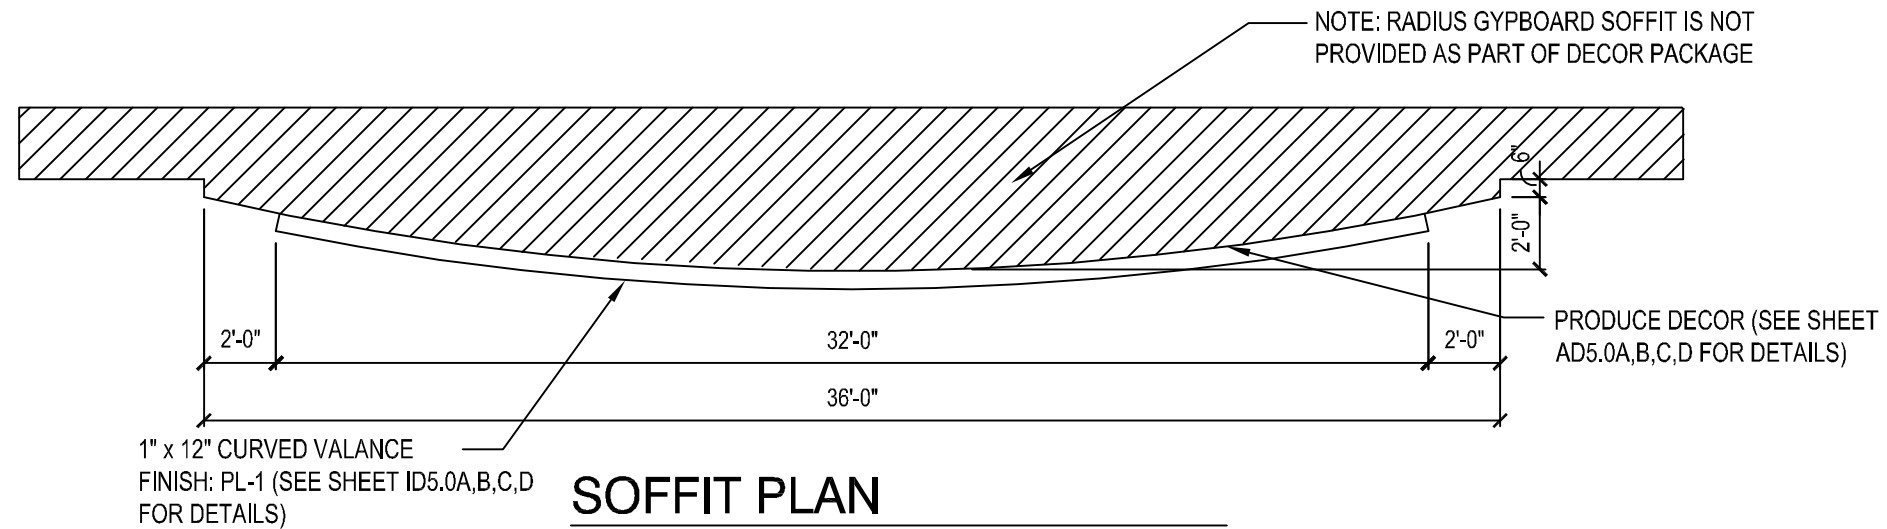 NOTE: RADIUS GYPBOARD SOFFIT IS NOT
PROVIDED AS PART OF DECOR PACKAGE
6"
2'-0"
PRODUCE DECOR (SEE SHEET
AD5.0A,B,C,D FOR DETAILS)
2'-0"
32'-0"
2'-0"
36'-0"
1" x 12" CURVED VALANCE
FINISH: PL-1 (SEE SHEET ID5.0A,B,C,D
FOR DETAILS)
SOFFIT PLAN